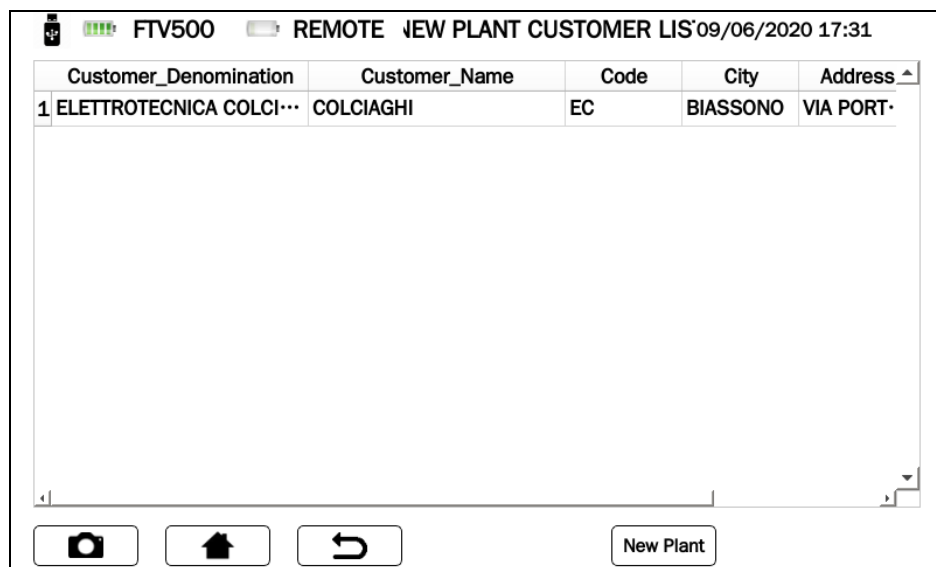 FTV500 REMOTE NEW PLANT CUSTOMER LIST 09/06/2020 17:31
Customer_Denomination Customer_Name Code City Address
1 ELETTROTECNICA COLCI··· COLCIAGHI EC BIASSONO VIA PORT·
New Plant